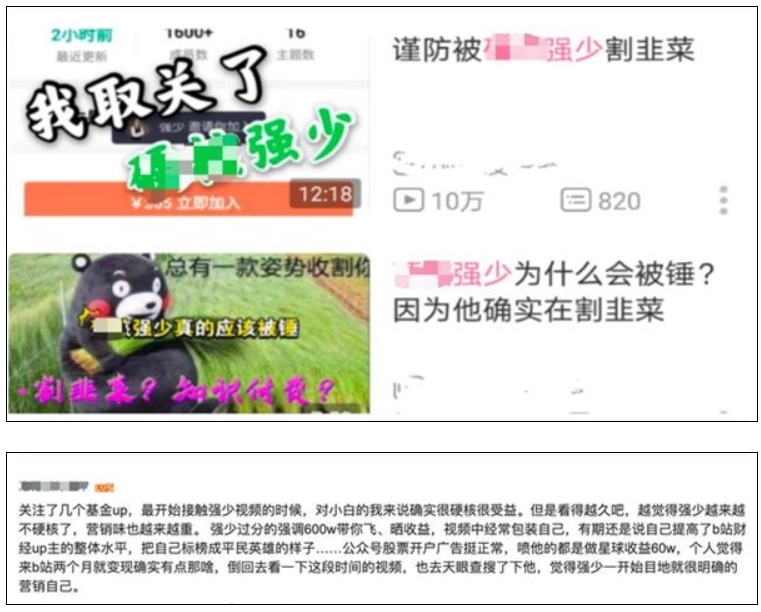 2小时前
1600+
16
最近更新
成员数
主题数
我取关了
强少 邀请你加入
强少
立即加入
12:18
谨防被
强少割韭菜
10万
820
总有一款姿势收割你
强少真的应该被锤
割韭菜？知识付费？
强少为什么会被锤？
因为他确实在割韭菜
关注了几个基金up，最开始接触强少视频的时候，对小白的我来说确实很硬核很受益。但是看得越久吧，越觉得强少越来越
不硬核了，营销味也越来越重。 强少过分的强调600w带你飞、晒收益，视频中经常包装自己，有期还是说自己提高了b站财
经up主的整体水平，把自己标榜成平民英雄的样子……公众号股票开户广告挺正常，喷他的都是做星球收益60w，个人觉得
来b站两个月就变现确实有点那啥，倒回去看一下这段时间的视频，也去天眼查搜了下他，觉得强少一开始目地就很明确的
营销自己。